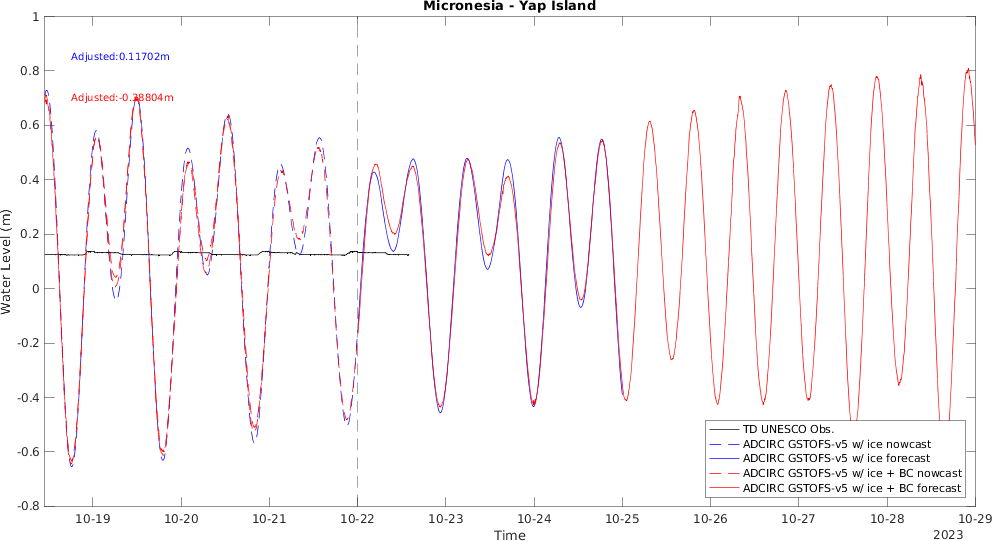 Micronesia - Yap Island
1
0.8
0.6
0.4
0.2
0
-0.2
-0.4
-0.6
-0.8
Water Level (m)
Adjusted:0.11702m
Adjusted:-0.38804m
TD UNESCO Obs.
ADCIRC GSTOFS-v5 w/ ice nowcast
ADCIRC GSTOFS-v5 w/ ice forecast
ADCIRC GSTOFS-v5 w/ ice + BC nowcast
ADCIRC GSTOFS-v5 w/ ice + BC forecast
10-19 10-20 10-21 10-22 10-23 10-24 10-25 10-26 10-27 10-28 10-29
Time
2023